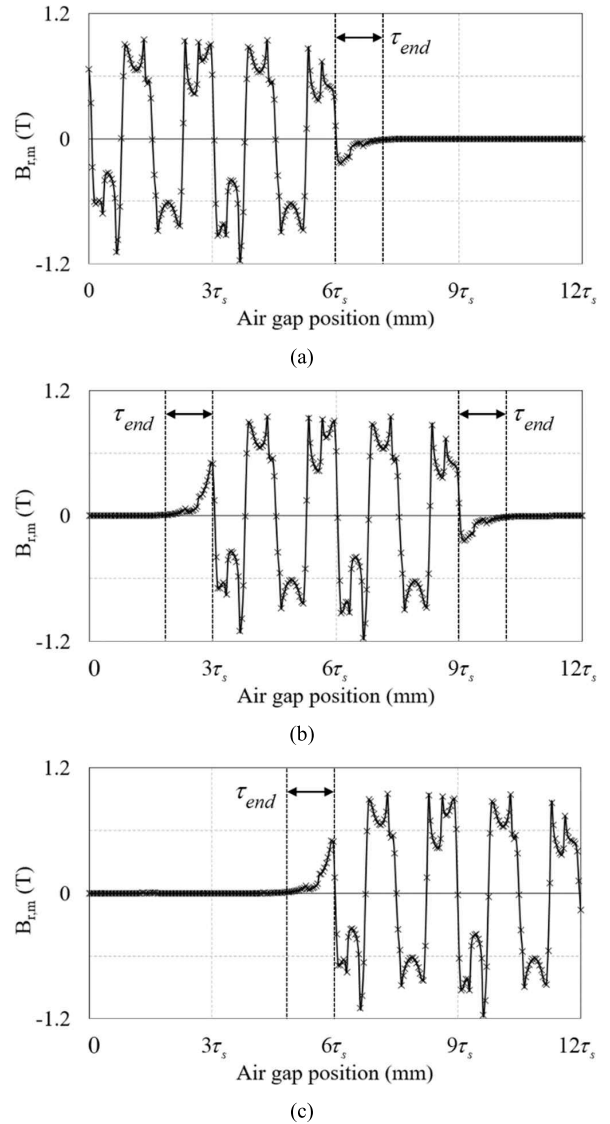 1.2
τend
0
Br,m (T)
-1.2
0 3τs 6τs 9τs 12τs
Air gap position (mm)
(a)
1.2
τend τend
0
Br,m (T)
-1.2
0 3τs 6τs 9τs 12τs
Air gap position (mm)
(b)
1.2
τend
0
Br,m (T)
-1.2
0 3τs 6τs 9τs 12τs
Air gap position (mm)
(c)